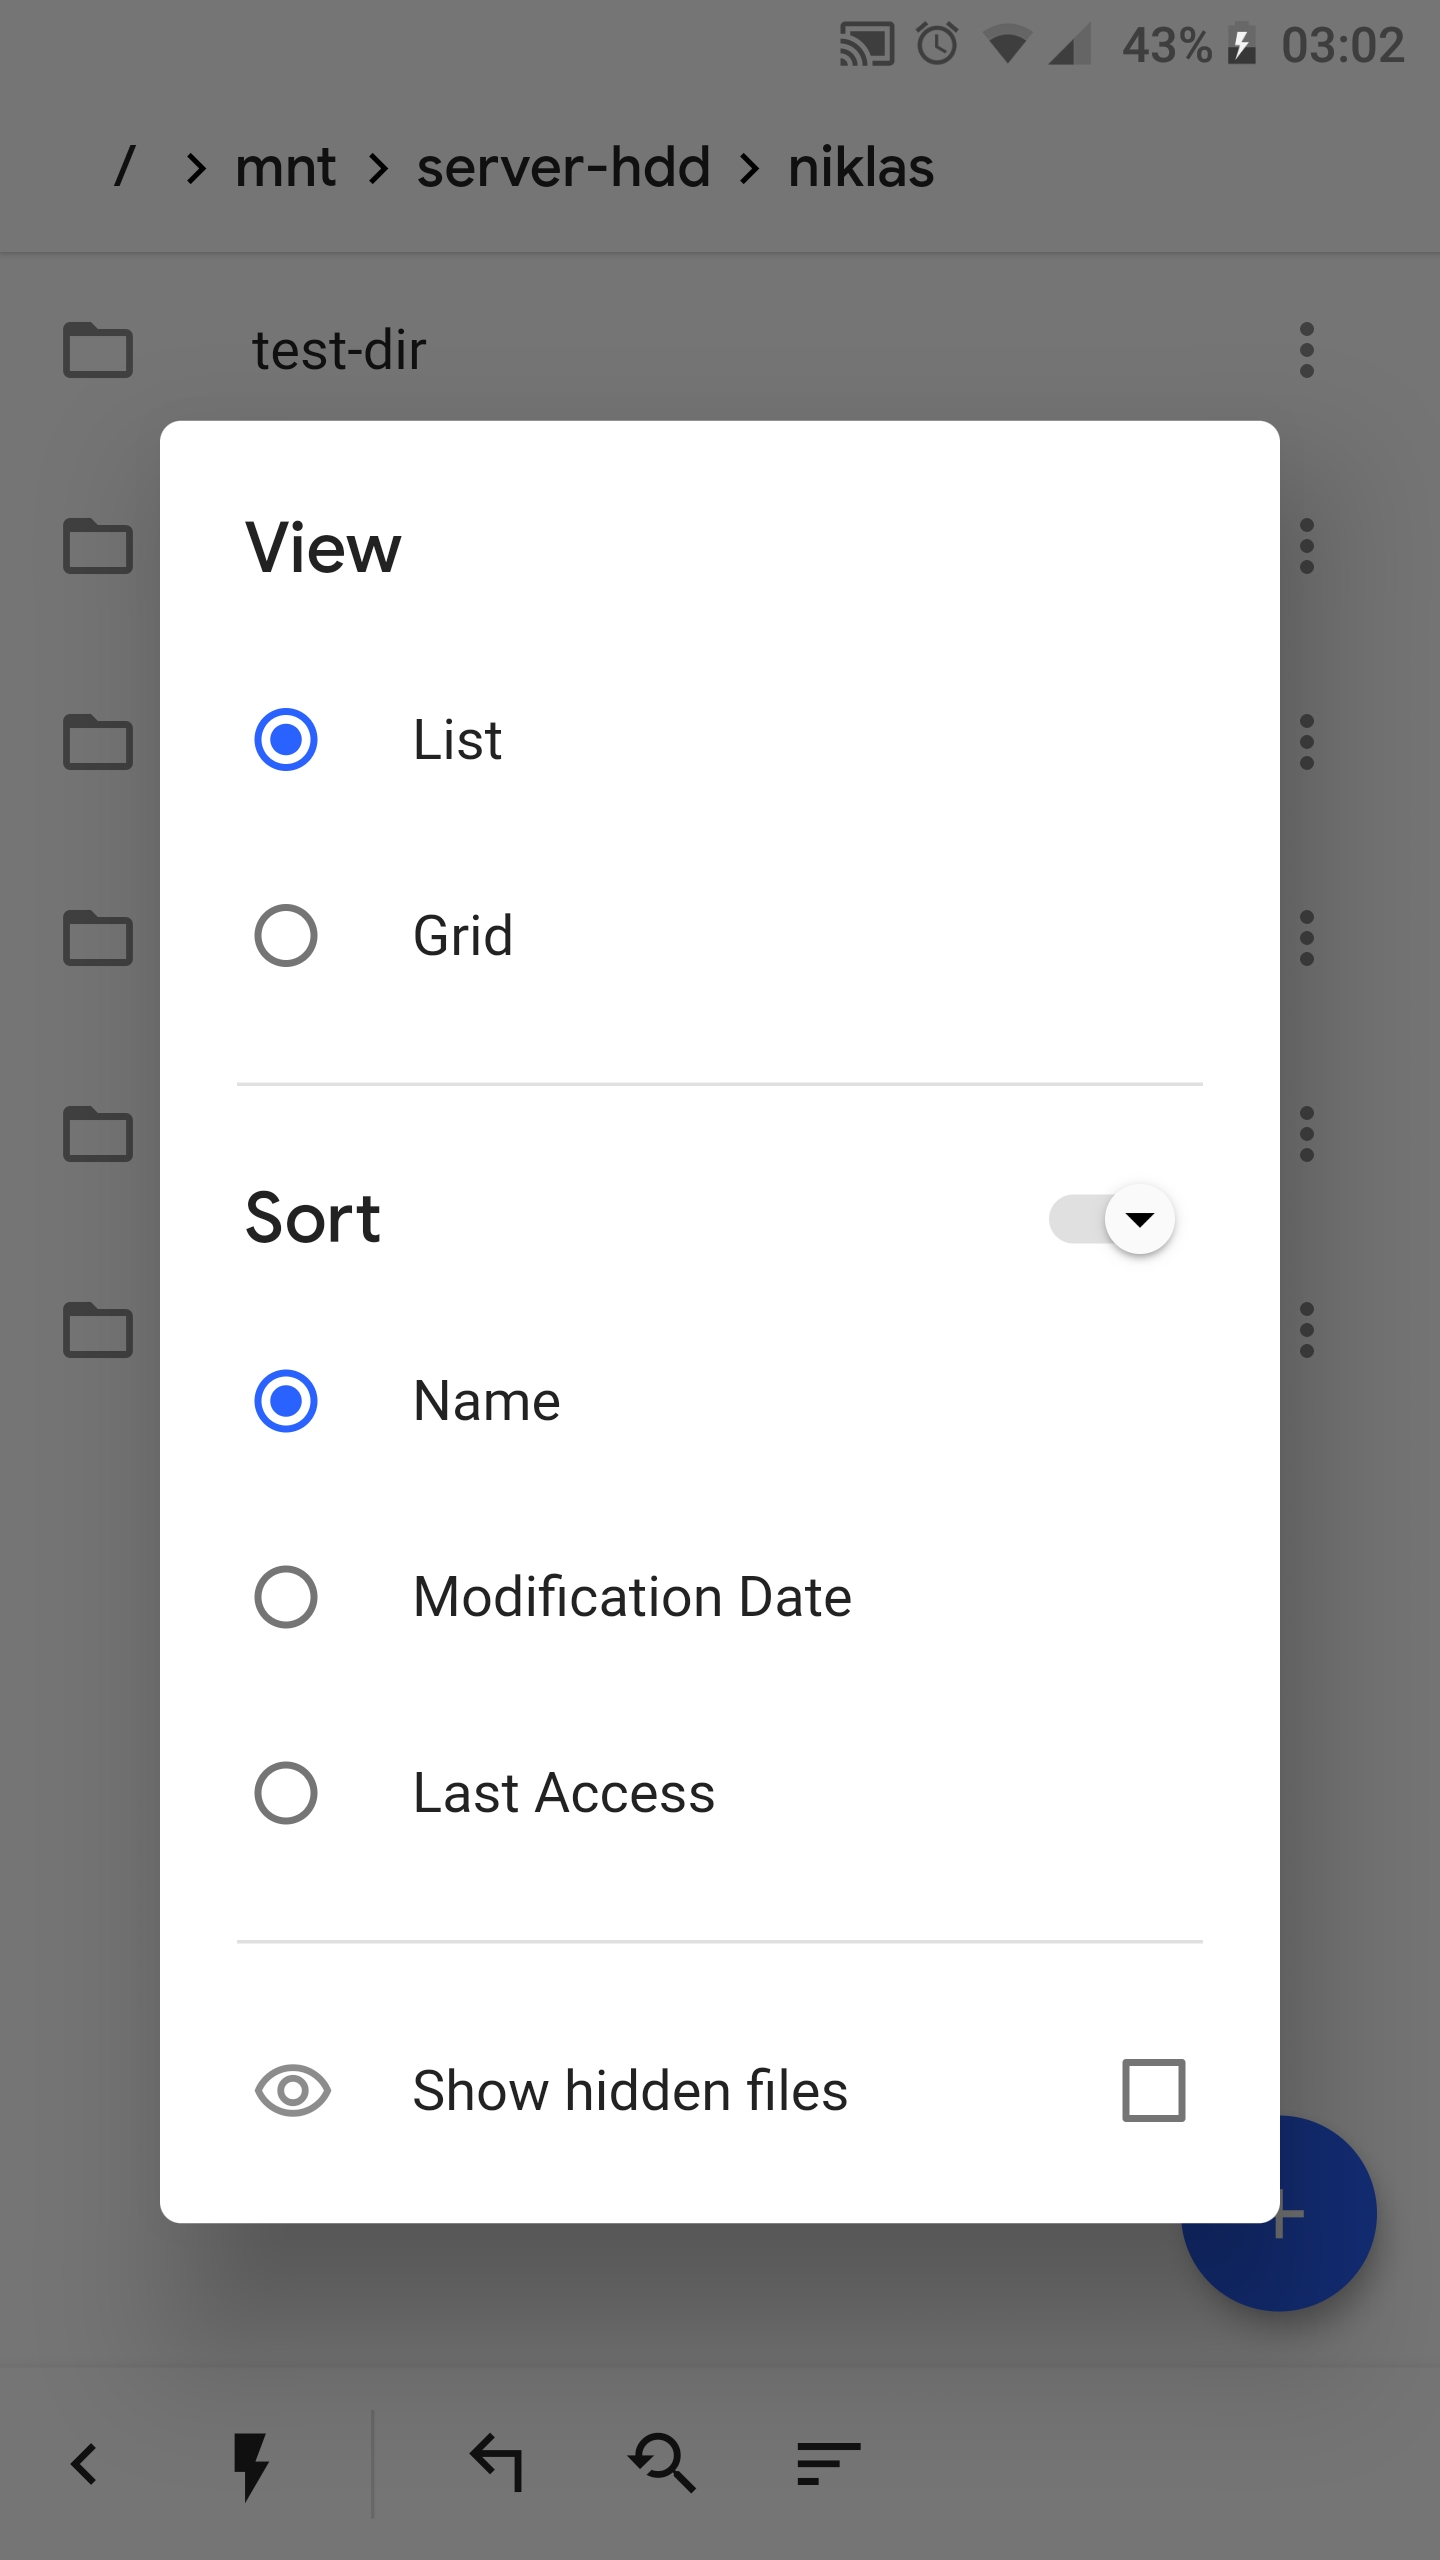 43% 03:02
/ > mnt > server-hdd > niklas
test-dir
View
List
Grid
Sort
Name
Modification Date
Last Access
Show hidden files